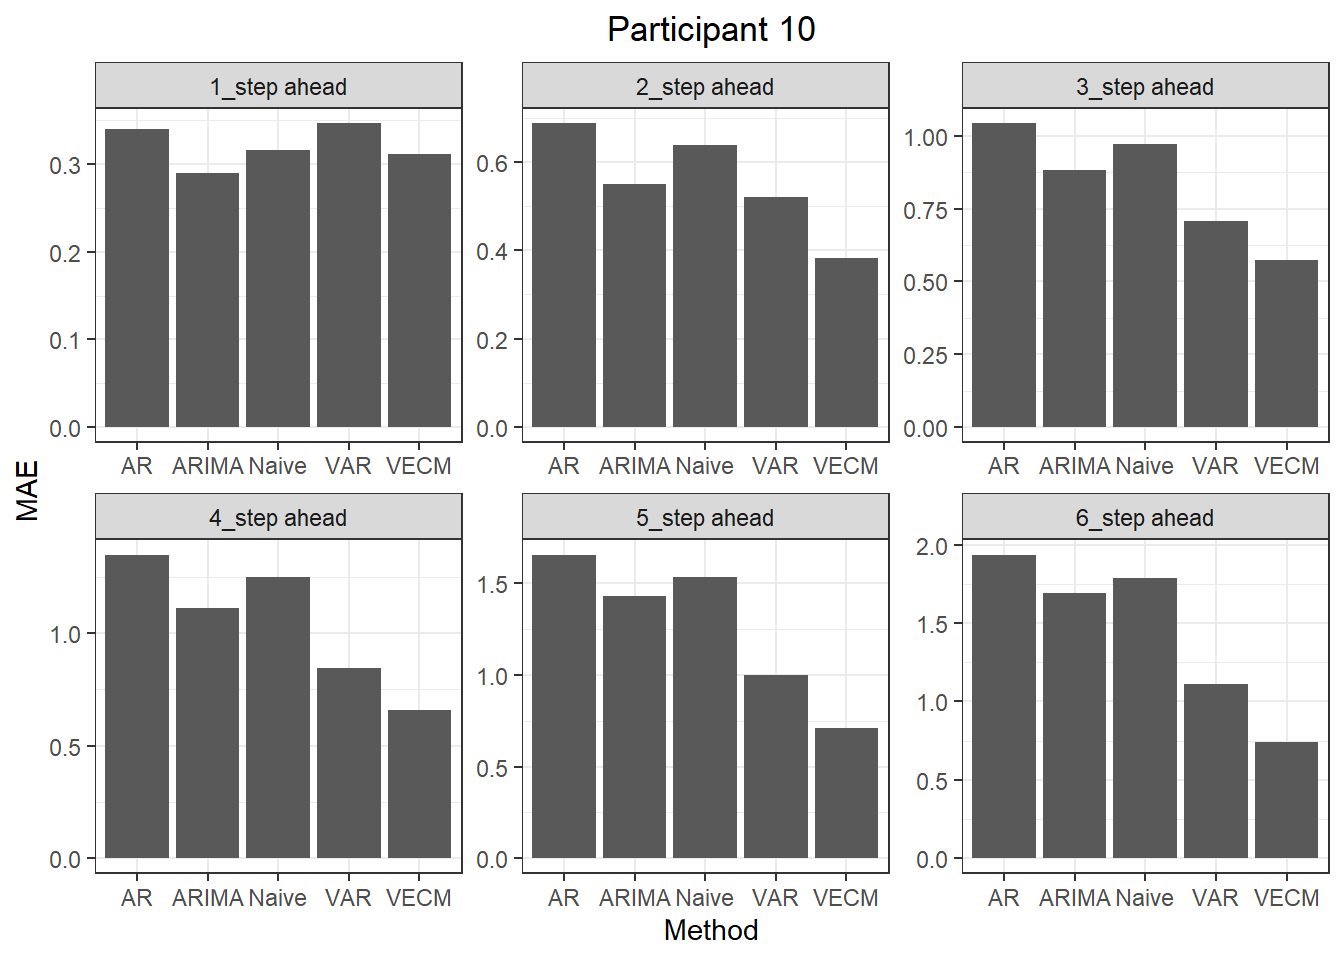 Participant 10
1_step ahead
2_step ahead
3_step ahead
0.3
0.2
0.1
0.0
0.6
0.4
0.2
0.0
1.00
0.75
0.50
0.25
0.00
AR ARIMA Naive VAR VECM
AR ARIMA Naive VAR VECM
AR ARIMA Naive VAR VECM
MAE
4_step ahead
5_step ahead
6_step ahead
1.0
0.5
0.0
1.5
1.0
0.5
0.0
2.0
1.5
1.0
0.5
0.0
AR ARIMA Naive VAR VECM
AR ARIMA Naive VAR VECM
AR ARIMA Naive VAR VECM
Method